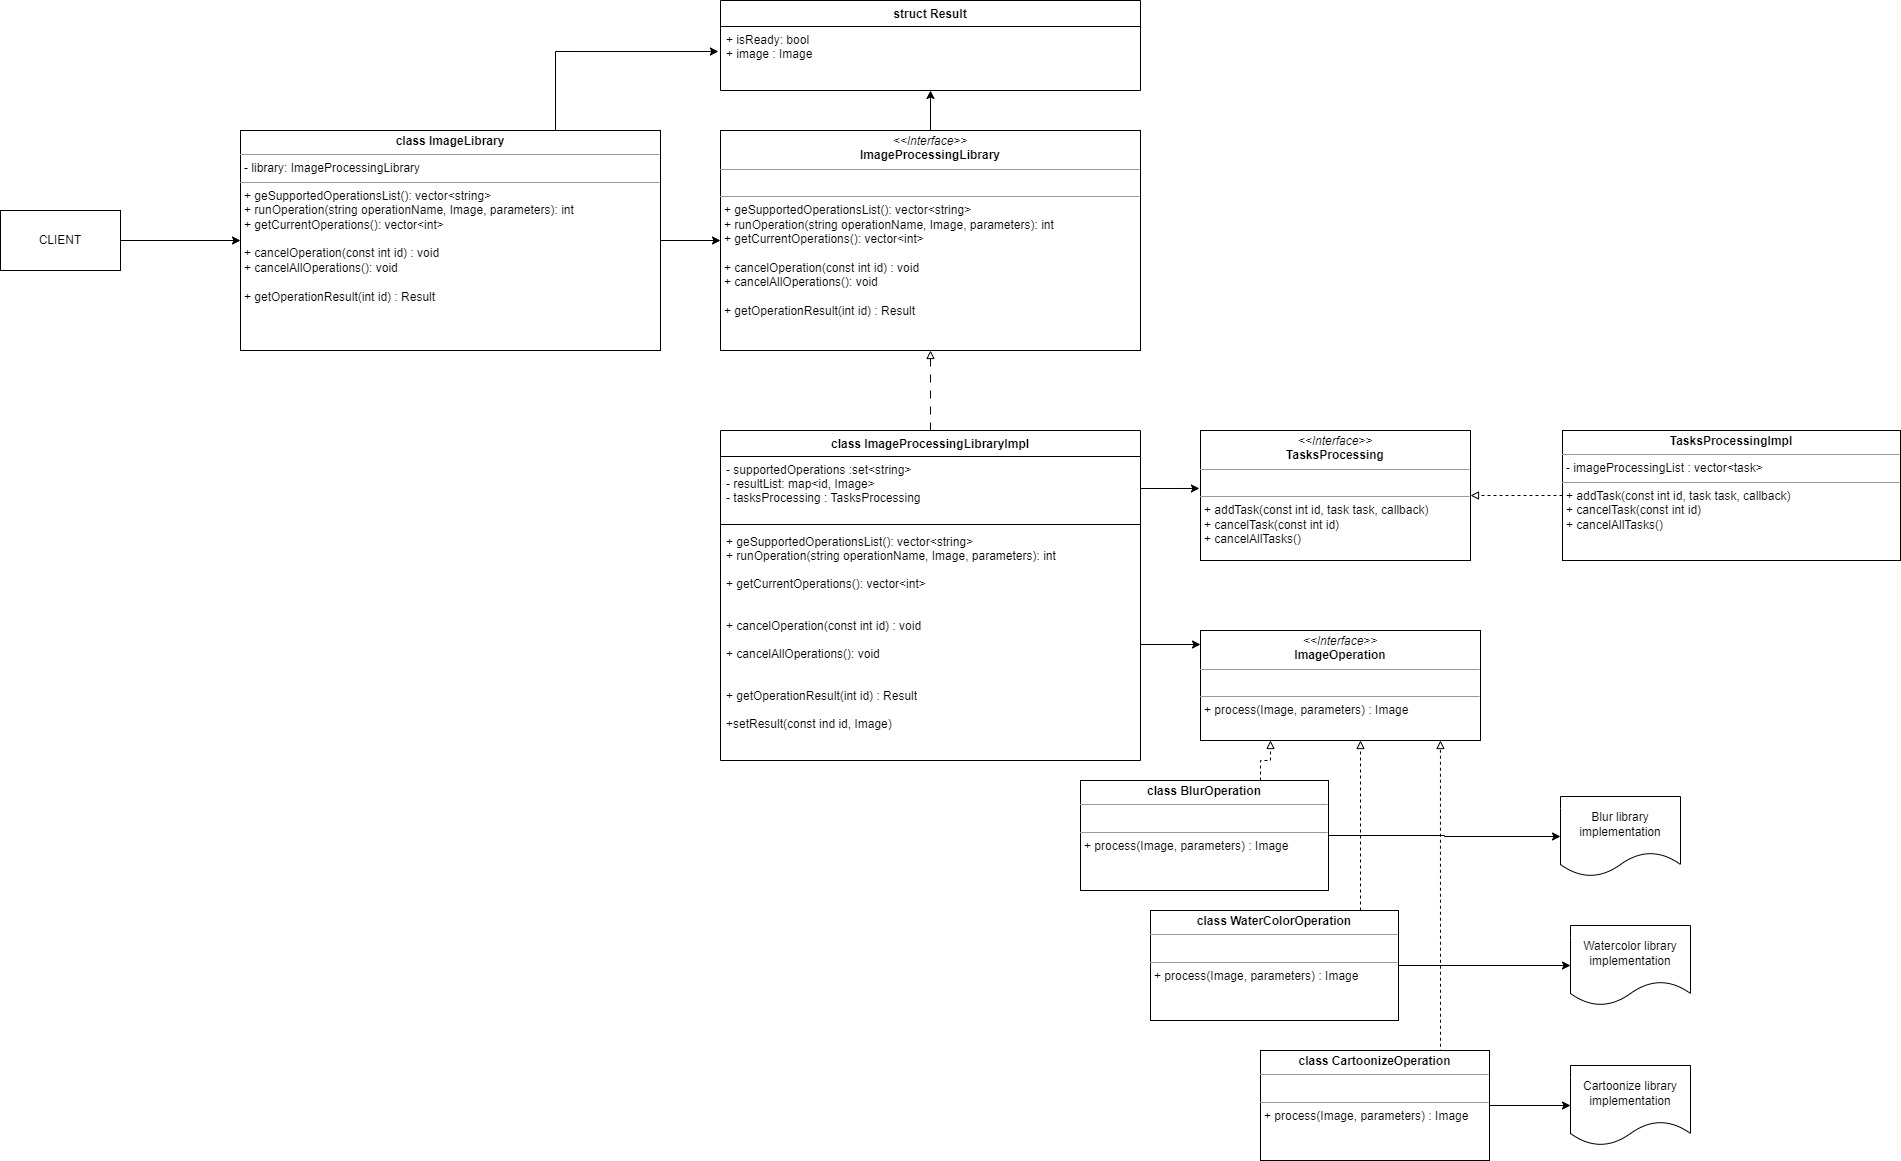 struct Result
+ isReady: bool
+ image : Image
CLIENT
class ImageLibrary
- library: ImageProcessingLibrary
+ geSupportedOperationsList(): vector<string>
+ runOperation(string operationName, Image, parameters): int
+ getCurrentOperations(): vector<int>
+ cancelOperation(const int id) : void
+ cancelAllOperations(): void
+ getOperationResult(int id) : Result
<<Interface>>
ImageProcessingLibrary
+ geSupportedOperationsList(): vector<string>
+ runOperation(string operationName, Image, parameters): int
+ getCurrentOperations(): vector<int>
+ cancelOperation(const int id) : void
+ cancelAllOperations(): void
+ getOperationResult(int id) : Result
class ImageProcessingLibraryImpl
- supportedOperations :set<string>
- resultList: map<id, Image>
- tasksProcessing : TasksProcessing
+ geSupportedOperationsList(): vector<string>
+ runOperation(string operationName, Image, parameters): int
+ getCurrentOperations(): vector<int>
+ cancelOperation(const int id) : void
+ cancelAllOperations(): void
+ getOperationResult(int id) : Result
+setResult(const ind id, Image)
<<Interface>>
TasksProcessing
+ addTask(const int id, task task, callback)
+ cancelTask(const int id)
+ cancelAllTasks()
TasksProcessingImpl
- imageProcessingList : vector<task>
+ addTask(const int id, task task, callback)
+ cancelTask(const int id)
+ cancelAllTasks()
<<Interface>>
ImageOperation
+ process(Image, parameters) : Image
class BlurOperation
+ process(Image, parameters) : Image
Blur library
implementation
class WaterColorOperation
+ process(Image, parameters) : Image
Watercolor library
implementation
class CartoonizeOperation
+ process(Image, parameters) : Image
Cartoonize library
implementation